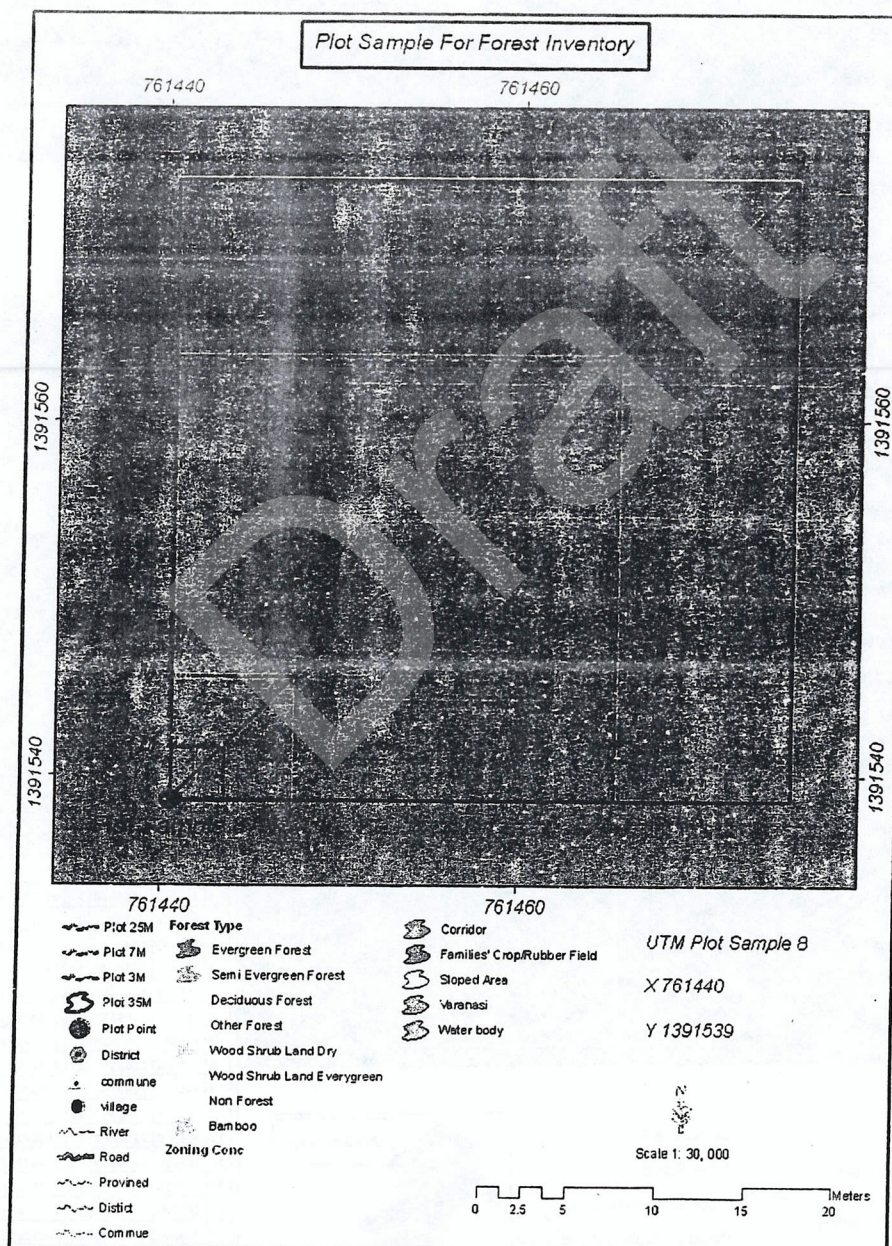 Plot Sample For Forest Inventory
761440 761460
Draft
1391560 1391560
1391540 1391540
761440 761460
Plot 25M
Plot 7M
Plot 3M
Plot 35M
Plot Point
District
commune
village
River
Road
Provined
Distict
Commue
Forest Type
Evergreen Forest
Semi Evergreen Forest
Deciduous Forest
Other Forest
Wood Shrub Land Dry
Wood Shrub Land Everygreen
Non Forest
Bamboo
Zoning Conc
Corridor
Families' Crop/Rubber Field
Sloped Area
Varanasi
Water body
UTM Plot Sample 8
X 761440
Y 1391539
N
Scale 1: 30, 000
Meters
0 2.5 5 10 15 20